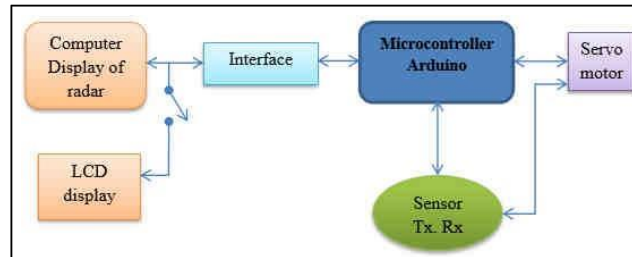 Computer
Display of
radar
Interface
Microcontroller
Arduino
Servo
motor
LCD
display
Sensor
Tx. Rx